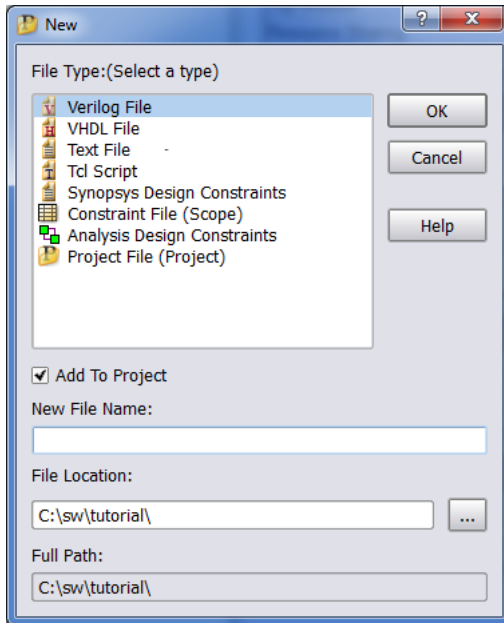 New
File Type:(Select a type)
Verilog File
VHDL File
Text File
Tcl Script
Synopsys Design Constraints
Constraint File (Scope)
Analysis Design Constraints
Project File (Project)
OK
Cancel
Help
Add To Project
New File Name:
File Location:
C:\sw\tutorial\
...
Full Path:
C:\sw\tutorial\